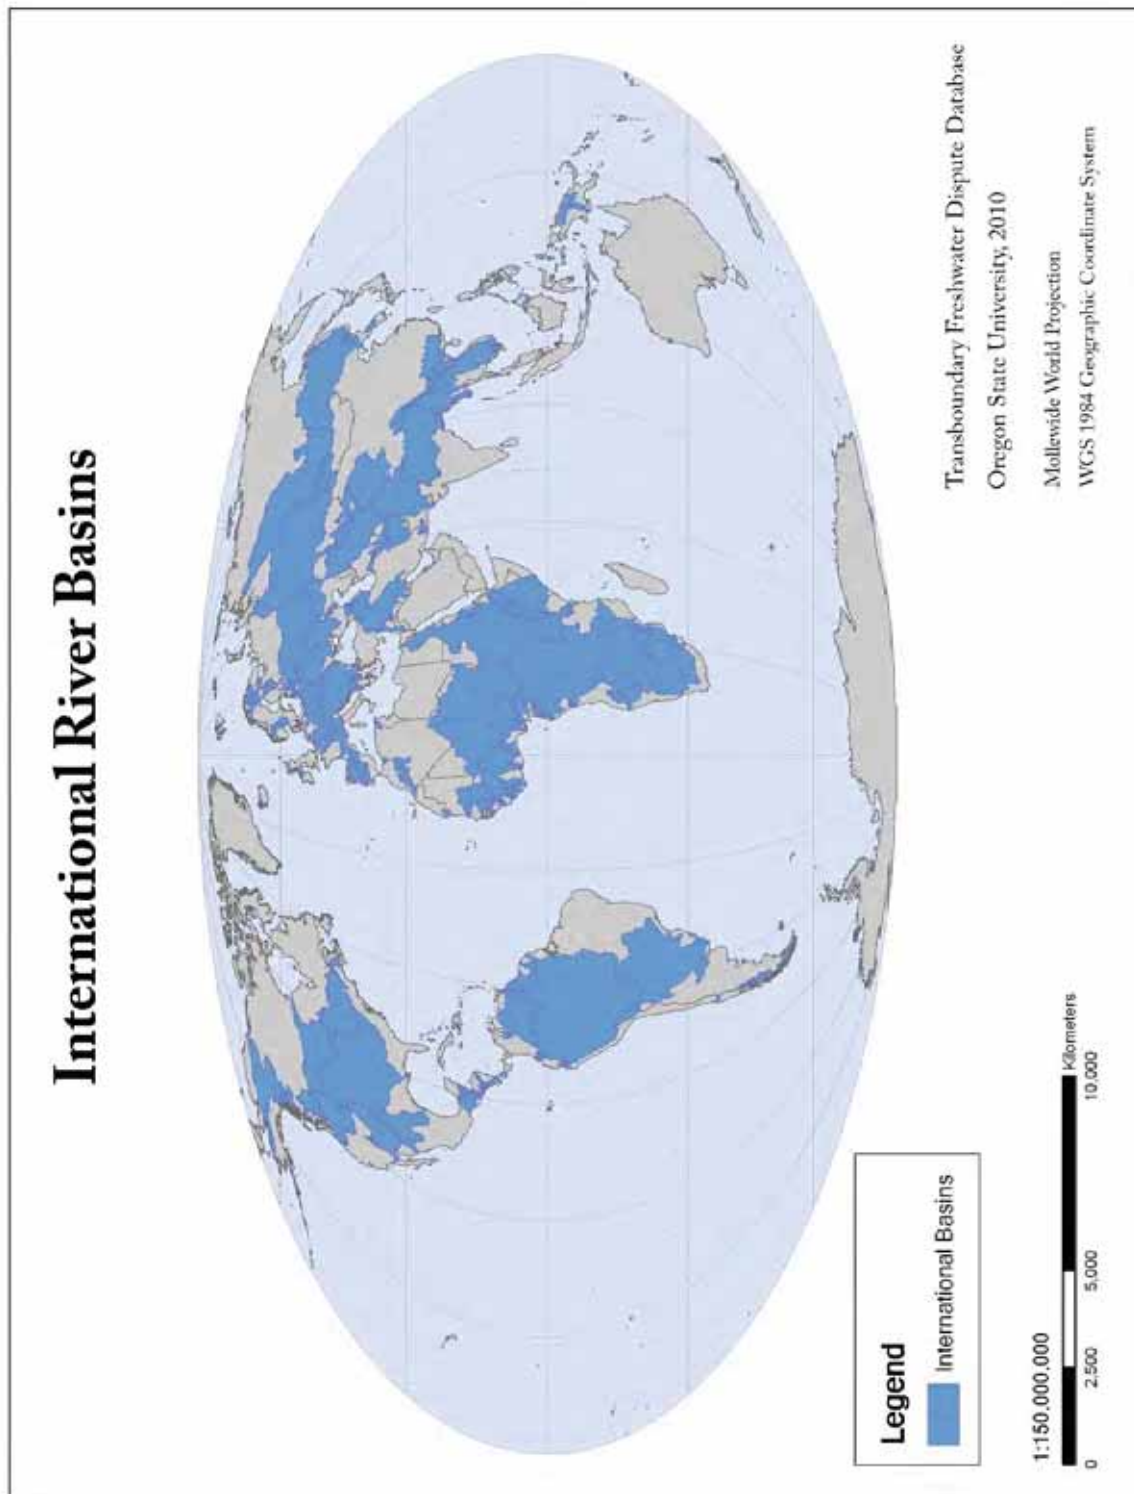 International River Basins
Transboundary Freshwater Dispute Database
Oregon State University, 2010
Mollewide World Projection
WGS 1984 Geographic Coordinate System
Legend
International Basins
1:150,000,000
0 2,500 5,000 10,000
Kilometers